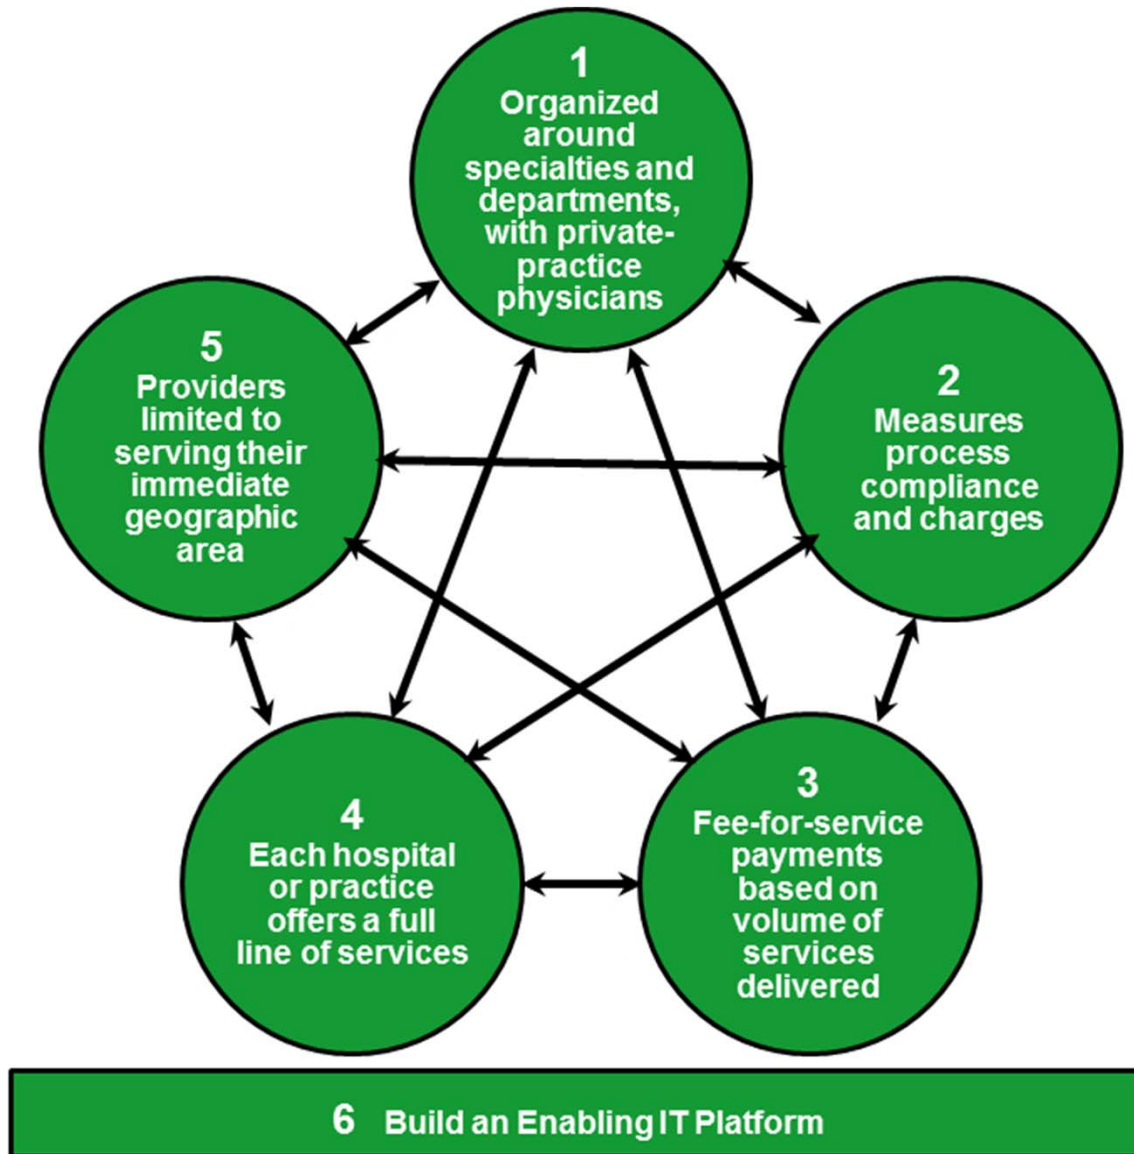 1
Organized
around
specialties and
departments,
with private-
practice
physicians
2
Measures
process
compliance
and charges
3
Fee-for-service
payments
based on
volume of
services
delivered
4
Each hospital
or practice
offers a full
line of services
5
Providers
limited to
serving their
immediate
geographic
area
6 Build an Enabling IT Platform